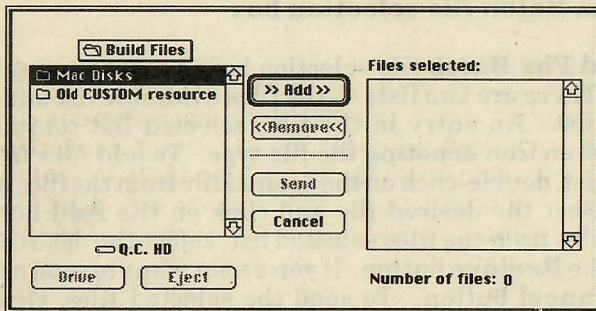 Build Files
Mac Disks
Old CUSTOM resource
Q.C. HD
Drive
Eject
>> Add >>
<<Remove<<
Send
Cancel
Files selected:
Number of files: 0